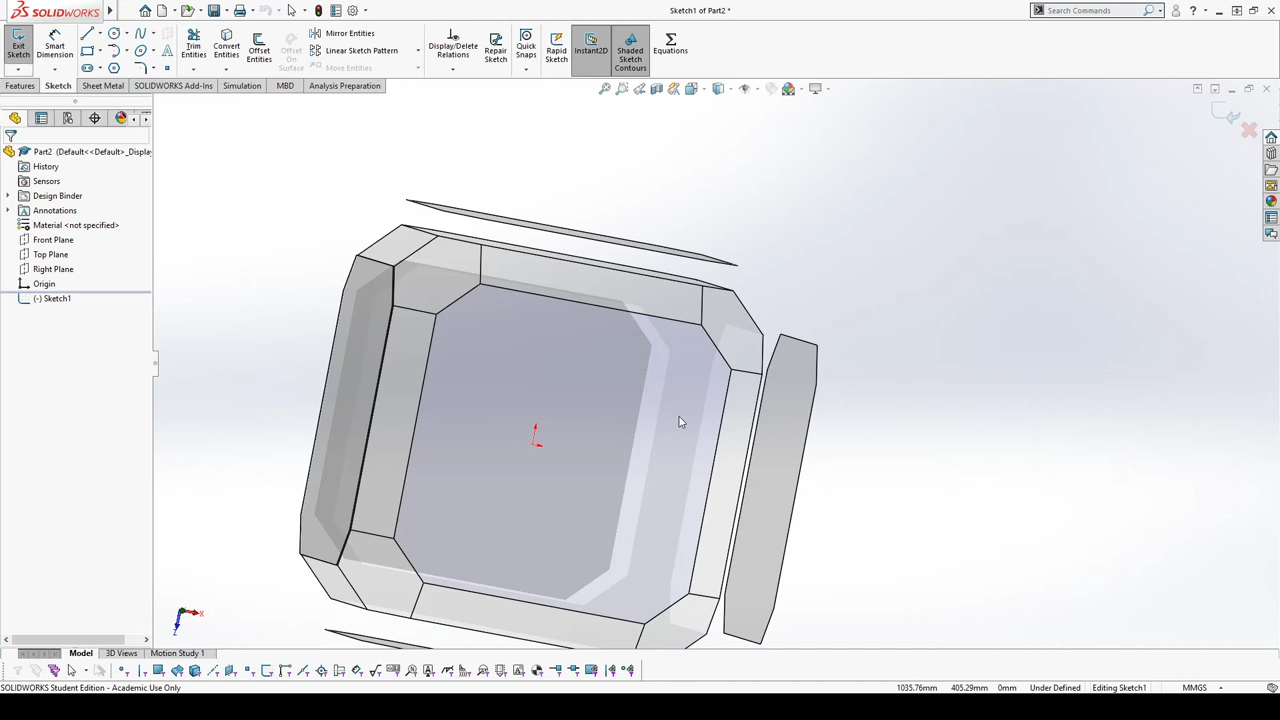 SOLIDWORKS
Sketch1 of Part2 *
Search Commands
Exit Sketch
Smart Dimension
Trim Entities
Convert Entities
Offset Entities
Offset On Surface
Mirror Entities
Linear Sketch Pattern
Move Entities
Display/Delete Relations
Repair Sketch
Quick Snaps
Rapid Sketch
Instant2D
Shaded Sketch Contours
Equations
Features
Sketch
Sheet Metal
SOLIDWORKS Add-Ins
Simulation
MBD
Analysis Preparation
Part2 (Default<<Default>_Display
History
Sensors
Design Binder
Annotations
Material <not specified>
Front Plane
Top Plane
Right Plane
Origin
(-) Sketch1
X
Z
Model
3D Views
Motion Study 1
SOLIDWORKS Student Edition - Academic Use Only
1035.76mm 405.29mm 0mm Under Defined Editing Sketch1 MMGS